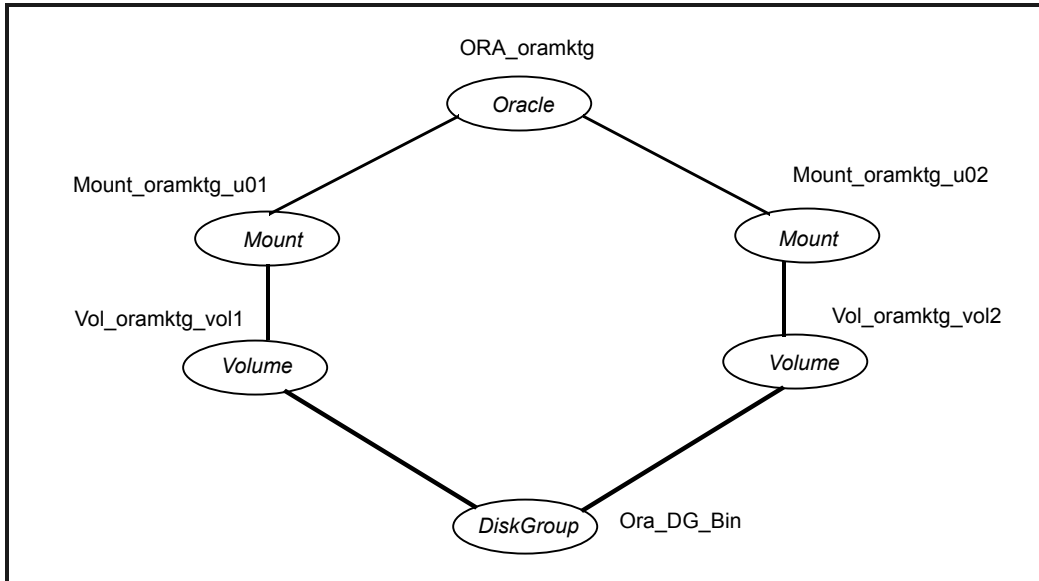 ORA_oramktg
Oracle
Mount_oramktg_u01
Mount_oramktg_u02
Mount
Mount
Vol_oramktg_vol1
Vol_oramktg_vol2
Volume
Volume
DiskGroup
Ora_DG_Bin